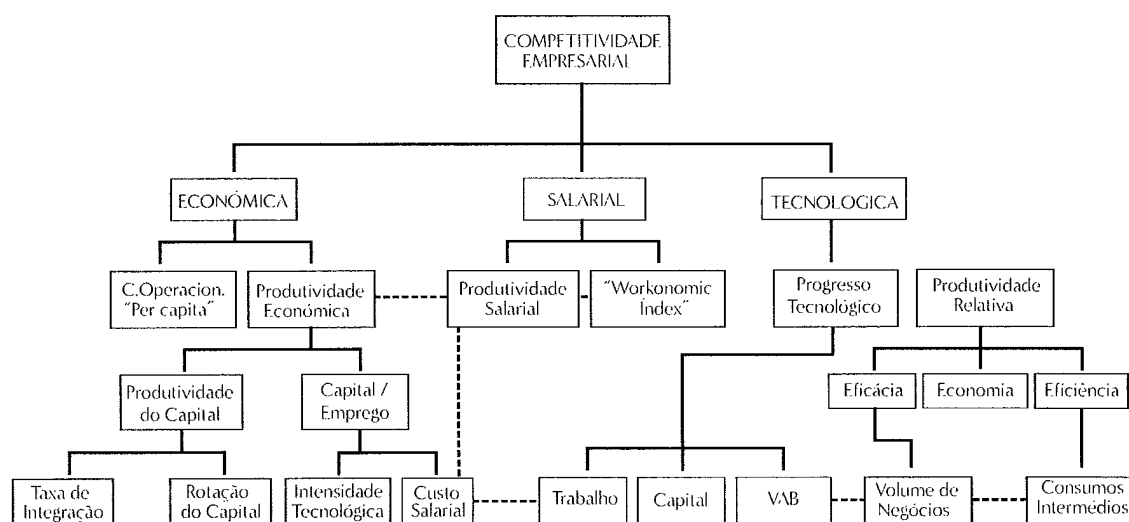 COMPETITIVIDADE
EMPRESARIAL
ECONÓMICA
SALARIAL
TECNOLOGICA
C.Operacion.
"Per capita"
Produtividade
Económica
Produtividade
Salarial
"Workonomic
Índex"
Progresso
Tecnológico
Produtividade
Relativa
Produtividade
do Capital
Capital /
Emprego
Eficácia
Economia
Eficiência
Taxa de
Integração
Rotação
do Capital
Intensidade
Tecnológica
Custo
Salarial
Trabalho
Capital
VAB
Volume de
Negócios
Consumos
Intermédios